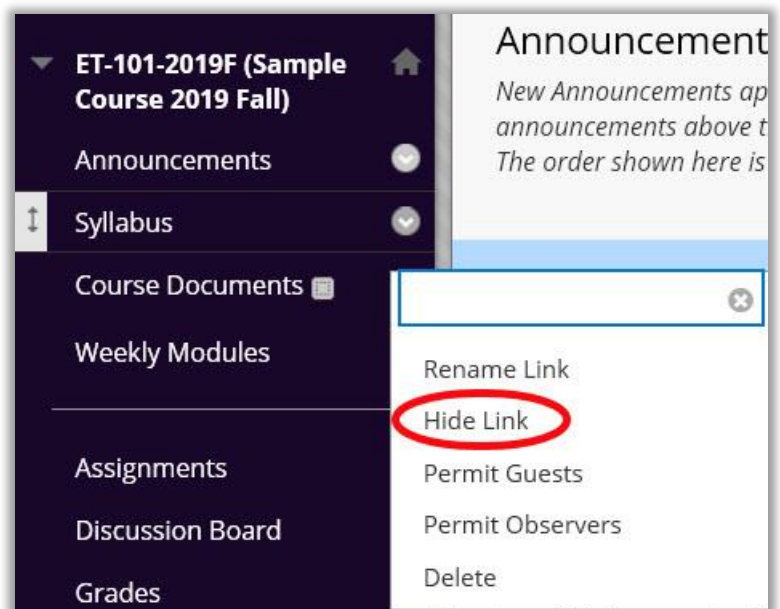 ET-101-2019F (Sample
Course 2019 Fall)
Announcements
Syllabus
Course Documents
Weekly Modules
Assignments
Discussion Board
Grades
Announcement
New Announcements ap
announcements above t
The order shown here is
Rename Link
Hide Link
Permit Guests
Permit Observers
Delete